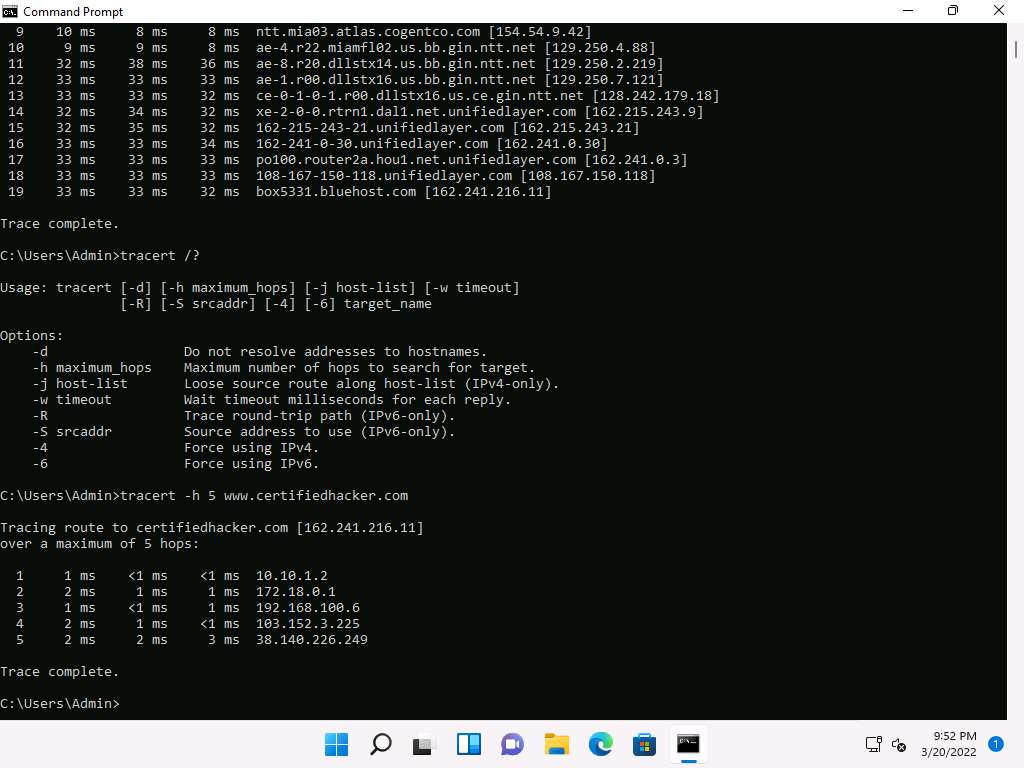 Command Prompt
9 10 ms 8 ms 8 ms ntt.mia03.atlas.cogentco.com [154.54.9.42]
10 9 ms 9 ms 8 ms ae-4.r22.miamfl02.us.bb.gin.ntt.net [129.250.4.88]
11 32 ms 38 ms 36 ms ae-8.r20.dllstx14.us.bb.gin.ntt.net [129.250.2.219]
12 33 ms 33 ms 33 ms ae-1.r00.dllstx16.us.bb.gin.ntt.net [129.250.7.121]
13 33 ms 33 ms 32 ms ce-0-1-0-1.r00.dllstx16.us.ce.gin.ntt.net [128.242.179.18]
14 32 ms 34 ms 32 ms xe-2-0-0.rtrn1.dal1.net.unifiedlayer.com [162.215.243.9]
15 32 ms 35 ms 32 ms 162-215-243-21.unifiedlayer.com [162.215.243.21]
16 33 ms 33 ms 34 ms 162-241-0-30.unifiedlayer.com [162.241.0.30]
17 33 ms 33 ms 33 ms po100.router2a.hou1.net.unifiedlayer.com [162.241.0.3]
18 33 ms 33 ms 33 ms 108-167-150-118.unifiedlayer.com [108.167.150.118]
19 33 ms 33 ms 32 ms box5331.bluehost.com [162.241.216.11]
Trace complete.
C:\Users\Admin>tracert /?
Usage: tracert [-d] [-h maximum_hops] [-j host-list] [-w timeout]
[-R] [-S srcaddr] [-4] [-6] target_name
Options:
-d Do not resolve addresses to hostnames.
-h maximum_hops Maximum number of hops to search for target.
-j host-list Loose source route along host-list (IPv4-only).
-w timeout Wait timeout milliseconds for each reply.
-R Trace round-trip path (IPv6-only).
-S srcaddr Source address to use (IPv6-only).
-4 Force using IPv4.
-6 Force using IPv6.
C:\Users\Admin>tracert -h 5 www.certifiedhacker.com
Tracing route to certifiedhacker.com [162.241.216.11]
over a maximum of 5 hops:
1 1 ms <1 ms <1 ms 10.10.1.2
2 2 ms 1 ms 1 ms 172.18.0.1
3 1 ms <1 ms 1 ms 192.168.100.6
4 2 ms 1 ms <1 ms 103.152.3.225
5 2 ms 2 ms 3 ms 38.140.226.249
Trace complete.
C:\Users\Admin>
9:52 PM
3/20/2022
1